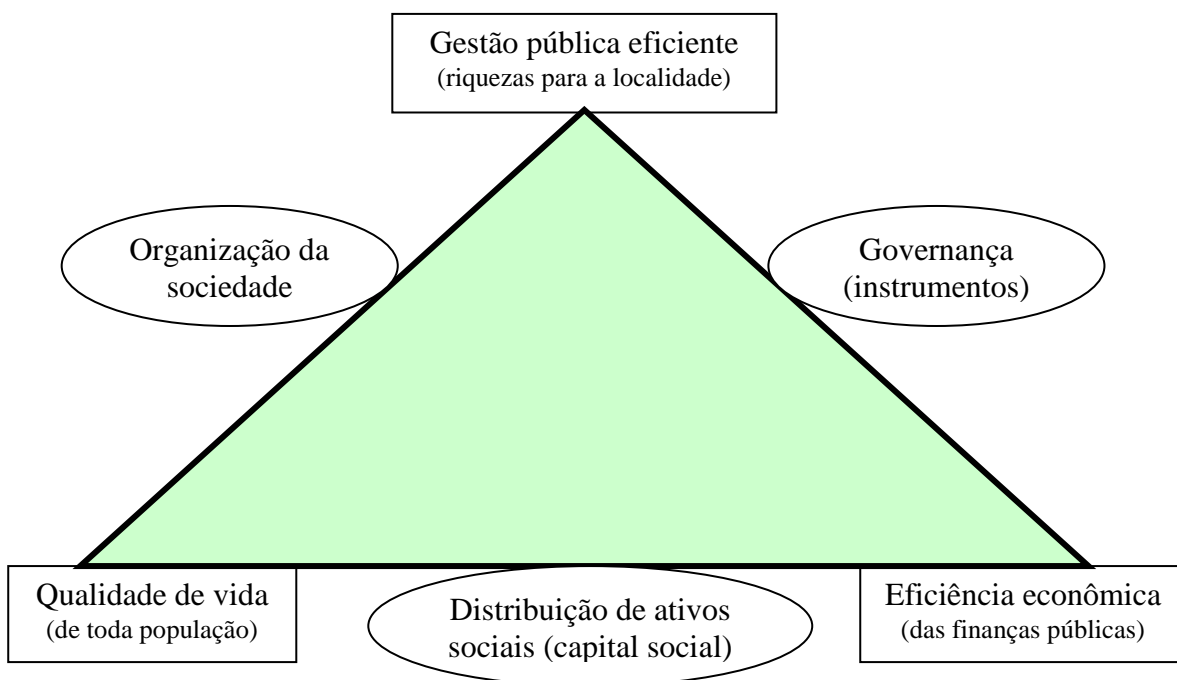 Gestão pública eficiente
(riquezas para a localidade)
Organização da
sociedade
Governança
(instrumentos)
Qualidade de vida
(de toda população)
Distribuição de ativos
sociais (capital social)
Eficiência econômica
(das finanças públicas)